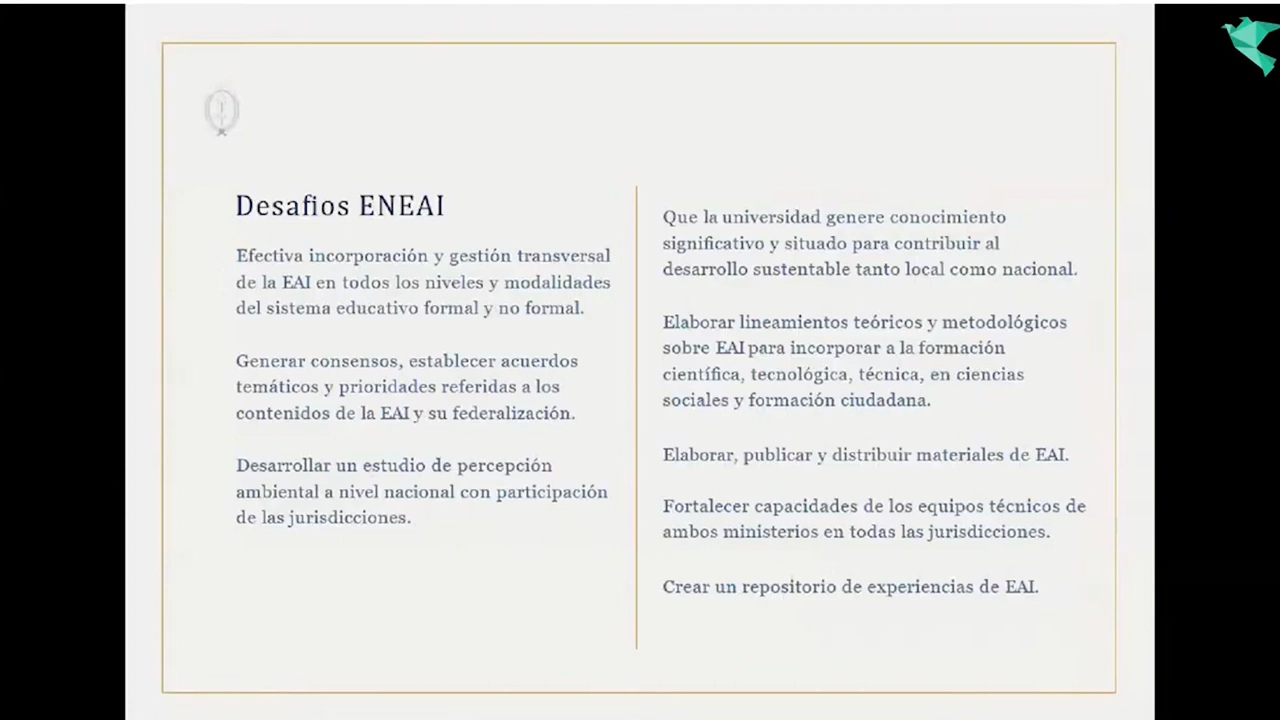 Desafios ENEAI
Efectiva incorporación y gestión transversal
de la EAI en todos los niveles y modalidades
del sistema educativo formal y no formal.
Generar consensos, establecer acuerdos
temáticos y prioridades referidas a los
contenidos de la EAI y su federalización.
Desarrollar un estudio de percepción
ambiental a nivel nacional con participación
de las jurisdicciones.
Que la universidad genere conocimiento
significativo y situado para contribuir al
desarrollo sustentable tanto local como nacional.
Elaborar lineamientos teóricos y metodológicos
sobre EAI para incorporar a la formación
científica, tecnológica, técnica, en ciencias
sociales y formación ciudadana.
Elaborar, publicar y distribuir materiales de EAI.
Fortalecer capacidades de los equipos técnicos de
ambos ministerios en todas las jurisdicciones.
Crear un repositorio de experiencias de EAI.